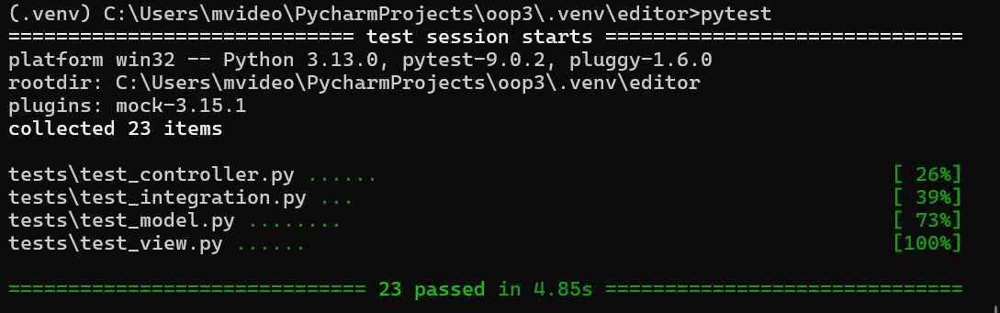 (.venv) C:\Users\mvideo\PycharmProjects\oop3\.venv\editor>pytest
============================= test session starts =============================
platform win32 -- Python 3.13.0, pytest-9.0.2, pluggy-1.6.0
rootdir: C:\Users\mvideo\PycharmProjects\oop3\.venv\editor
plugins: mock-3.15.1
collected 23 items
tests\test_controller.py ...... [ 26%]
tests\test_integration.py ... [ 39%]
tests\test_model.py ........ [ 73%]
tests\test_view.py ...... [100%]
============================== 23 passed in 4.85s ==============================